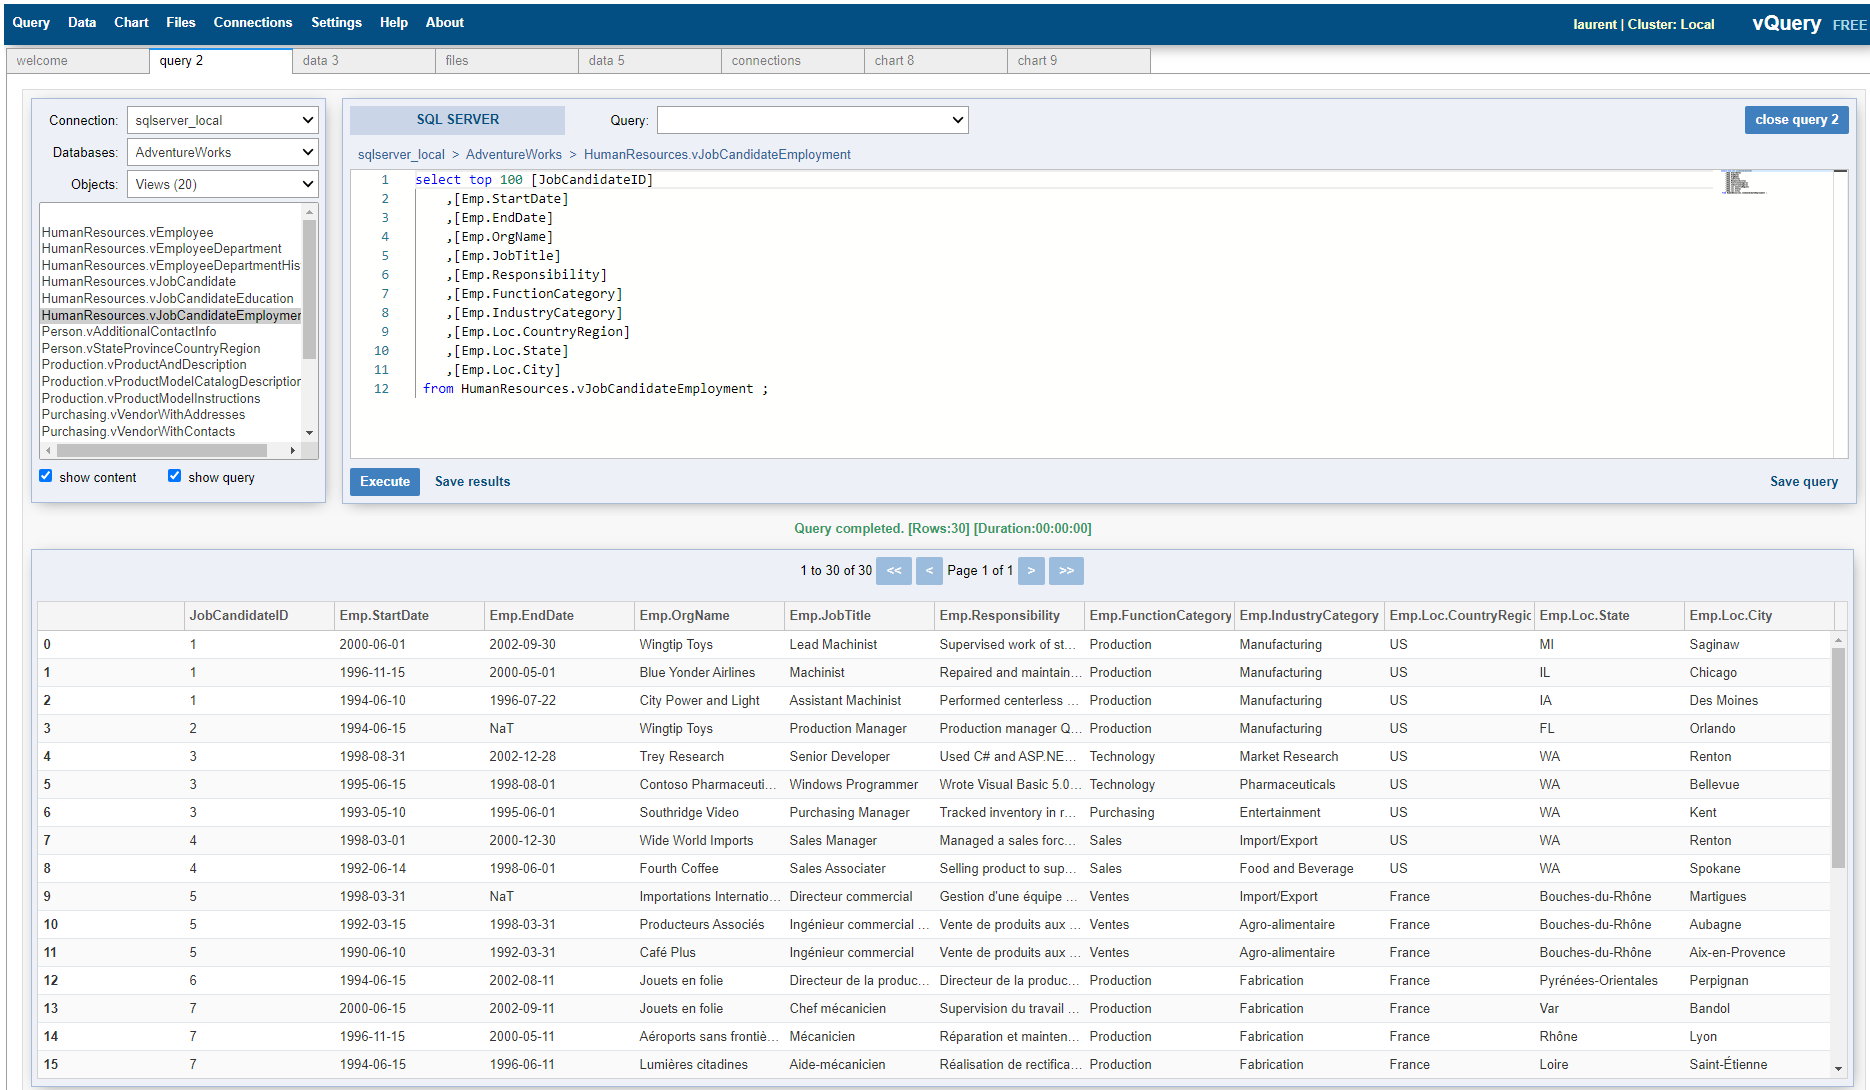 Query Data Chart Files Connections Settings Help About laurent | Cluster: Local vQuery FREE
welcome query 2 data 3 files data 5 connections chart 8 chart 9
Connection: sqlserver_local
Databases: AdventureWorks
Objects: Views (20)
HumanResources.vEmployee
HumanResources.vEmployeeDepartment
HumanResources.vEmployeeDepartmentHis
HumanResources.vJobCandidate
HumanResources.vJobCandidateEducation
HumanResources.vJobCandidateEmploymer
Person.vAdditionalContactInfo
Person.vStateProvinceCountryRegion
Production.vProductAndDescription
Production.vProductModelCatalogDescription
Production.vProductModelInstructions
Purchasing.vVendorWithAddresses
Purchasing.vVendorWithContacts
show content show query
SQL SERVER Query: close query 2
sqlserver_local > AdventureWorks > HumanResources.vJobCandidateEmployment
1 select top 100 [JobCandidateID]
2 ,[Emp.StartDate]
3 ,[Emp.EndDate]
4 ,[Emp.OrgName]
5 ,[Emp.JobTitle]
6 ,[Emp.Responsibility]
7 ,[Emp.FunctionCategory]
8 ,[Emp.IndustryCategory]
9 ,[Emp.Loc.CountryRegion]
10 ,[Emp.Loc.State]
11 ,[Emp.Loc.City]
12 from HumanResources.vJobCandidateEmployment ;
Execute Save results Save query
Query completed. [Rows:30] [Duration:00:00:00]
1 to 30 of 30 << < Page 1 of 1 > >>
JobCandidateID Emp.StartDate Emp.EndDate Emp.OrgName Emp.JobTitle Emp.Responsibility Emp.FunctionCategory Emp.IndustryCategory Emp.Loc.CountryRegic Emp.Loc.State Emp.Loc.City
0 1 2000-06-01 2002-09-30 Wingtip Toys Lead Machinist Supervised work of st... Production Manufacturing US MI Saginaw
1 1 1996-11-15 2000-05-01 Blue Yonder Airlines Machinist Repaired and maintain... Production Manufacturing US IL Chicago
2 1 1994-06-10 1996-07-22 City Power and Light Assistant Machinist Performed centerless ... Production Manufacturing US IA Des Moines
3 2 1994-06-15 NaT Wingtip Toys Production Manager Production manager Q... Production Manufacturing US FL Orlando
4 3 1998-08-31 2002-12-28 Trey Research Senior Developer Used C# and ASP.NE... Technology Market Research US WA Renton
5 3 1995-06-15 1998-08-01 Contoso Pharmaceuti... Windows Programmer Wrote Visual Basic 5.0... Technology Pharmaceuticals US WA Bellevue
6 3 1993-05-10 1995-06-01 Southridge Video Purchasing Manager Tracked inventory in r... Purchasing Entertainment US WA Kent
7 4 1998-03-01 2000-12-30 Wide World Imports Sales Manager Managed a sales forc... Sales Import/Export US WA Renton
8 4 1992-06-14 1998-06-01 Fourth Coffee Sales Associater Selling product to sup... Sales Food and Beverage US WA Spokane
9 5 1998-03-31 NaT Importations Internatio... Directeur commercial Gestion d'une équipe ... Ventes Import/Export France Bouches-du-Rhône Martigues
10 5 1992-03-15 1998-03-31 Producteurs Associés Ingénieur commercial ... Vente de produits aux ... Ventes Agro-alimentaire France Bouches-du-Rhône Aubagne
11 5 1990-06-10 1992-03-31 Café Plus Ingénieur commercial Vente de produits aux ... Ventes Agro-alimentaire France Bouches-du-Rhône Aix-en-Provence
12 6 1994-06-15 2002-08-11 Jouets en folie Directeur de la produc... Directeur de la produc... Production Fabrication France Pyrénées-Orientales Perpignan
13 7 2000-06-15 2002-09-11 Jouets en folie Chef mécanicien Supervision du travail ... Production Fabrication France Var Bandol
14 7 1996-11-15 2000-05-11 Aéroports sans frontiè... Mécanicien Réparation et mainten... Production Fabrication France Rhône Lyon
15 7 1994-06-15 1996-06-11 Lumières citadines Aide-mécanicien Réalisation de rectifica... Production Fabrication France Loire Saint-Étienne